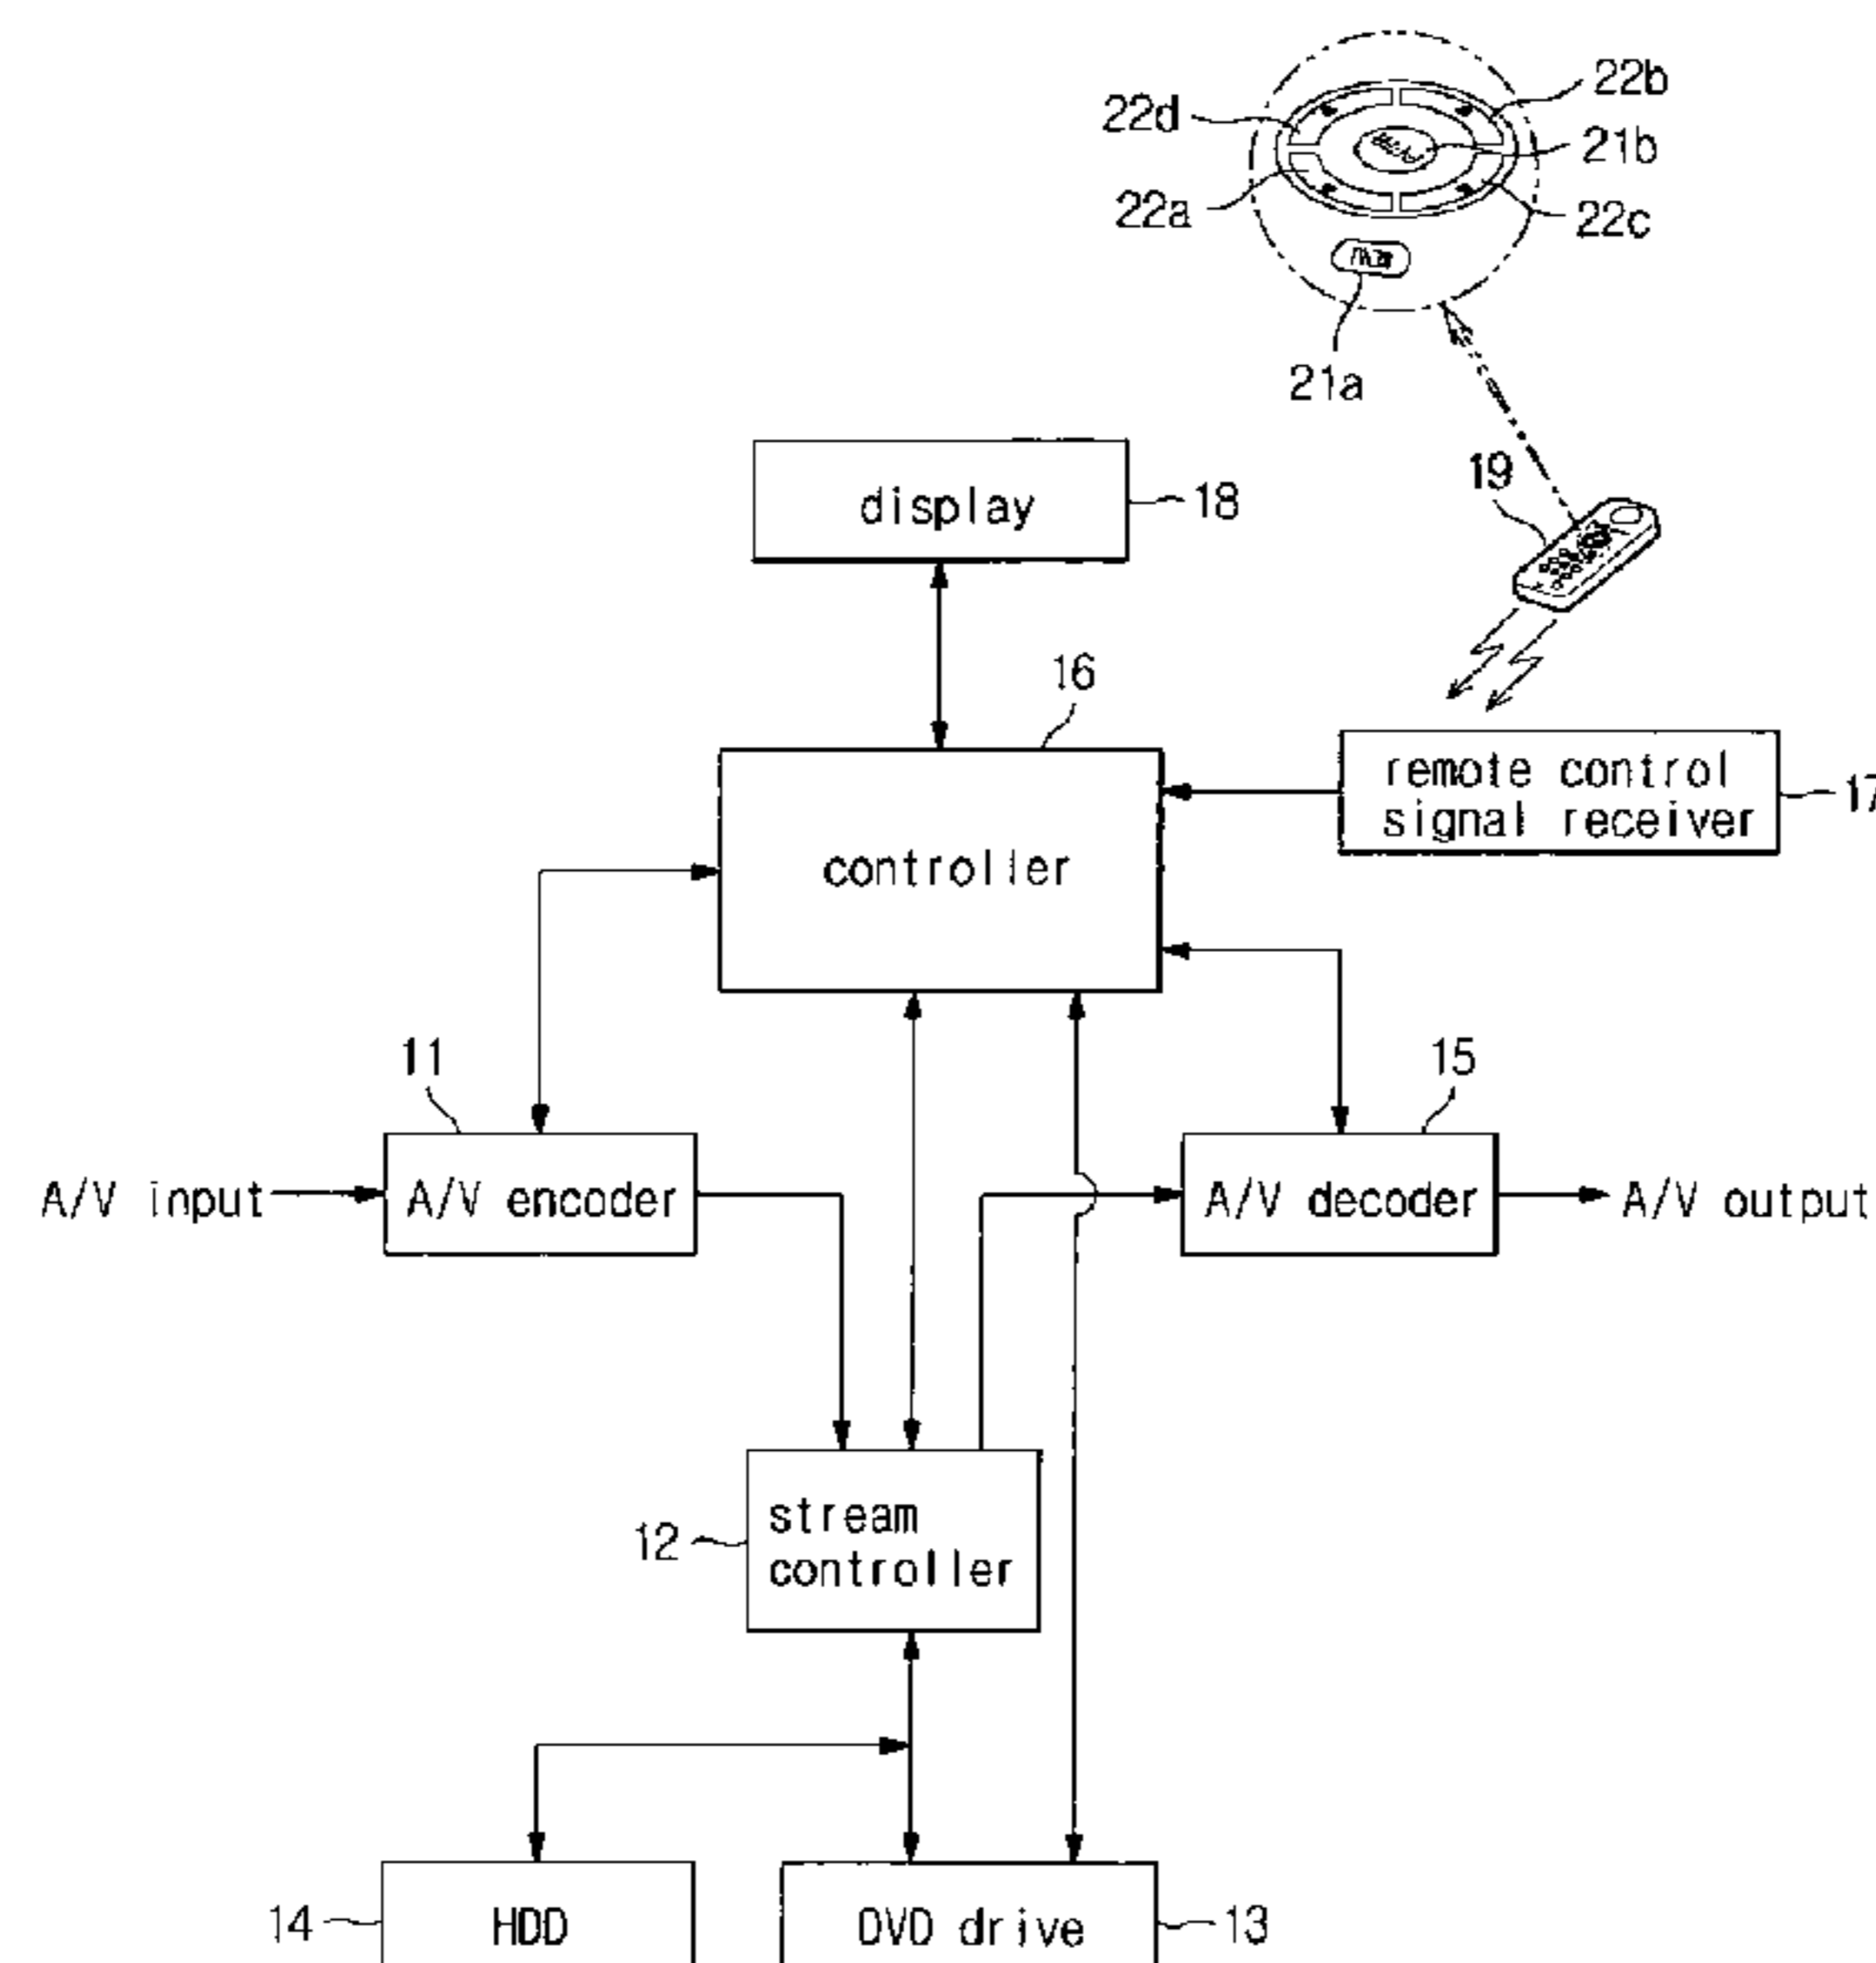 22b
22d
21b
22a
22c
21a
19
display
18
16
remote control
signal receiver
17
controller
11
15
A/V input
A/V encoder
A/V decoder
A/V output
stream
controller
12
14
HDD
DVD drive
13